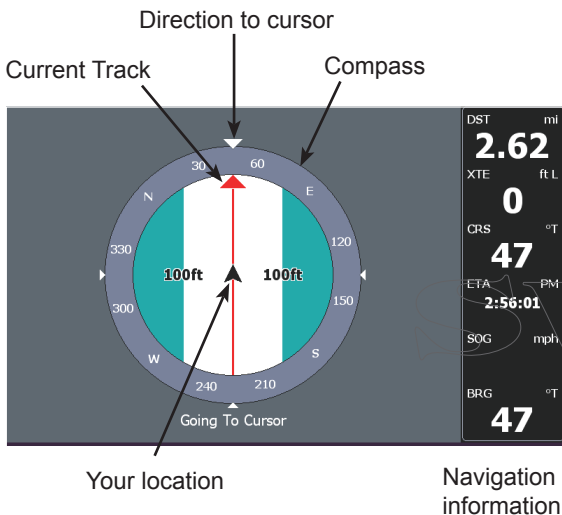 Direction to cursor
Current Track
Compass
DST mi
2.62
XTE ft L
0
CRS °T
47
ETA PM
2:56:01
SOG mph
BRG °T
47
30 60
N E
330 120
100ft 100ft
300 150
W S
240 210
Going To Cursor
Your location
Navigation
information